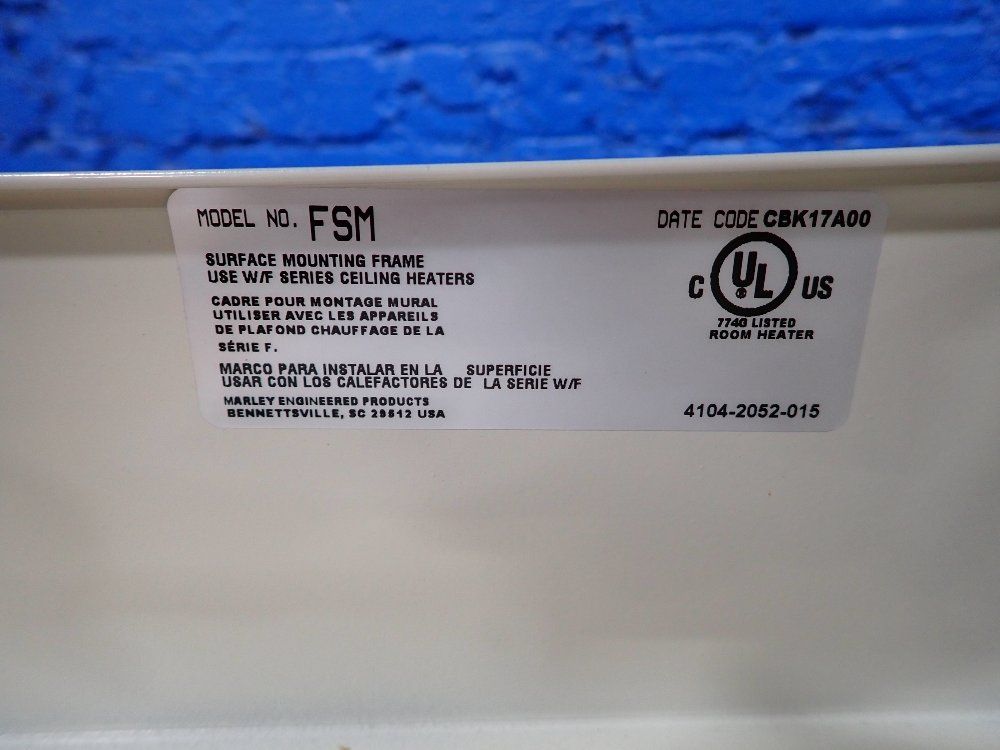 MODEL NO. FSM
DATE CODE CBK17A00
SURFACE MOUNTING FRAME
USE W/F SERIES CEILING HEATERS
CADRE POUR MONTAGE MURAL
UTILISER AVEC LES APPAREILS
DE PLAFOND CHAUFFAGE DE LA
SÉRIE F.
MARCO PARA INSTALAR EN LA SUPERFICIE
USAR CON LOS CALEFACTORES DE LA SERIE W/F
MARLEY ENGINEERED PRODUCTS
BENNETTSVILLE, SC 29512 USA
C UL US
774G LISTED
ROOM HEATER
4104-2052-015